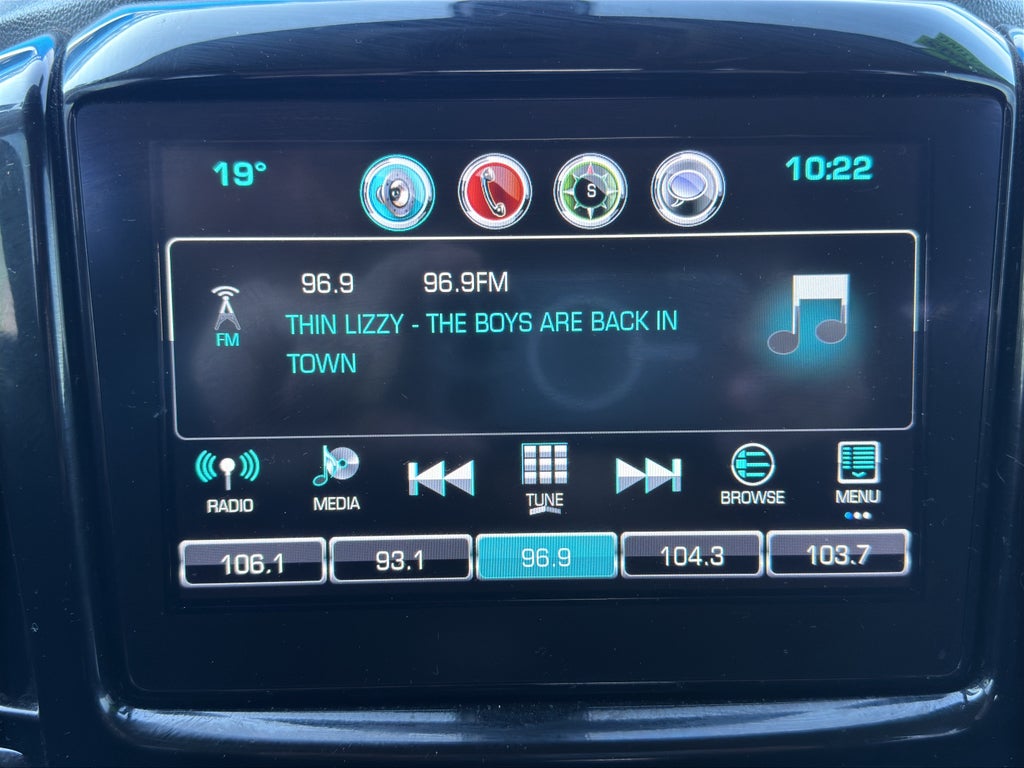 19°
S
10:22
96.9 96.9FM
THIN LIZZY - THE BOYS ARE BACK IN
TOWN
FM
RADIO
MEDIA
TUNE
BROWSE
MENU
106.1 93.1 96.9 104.3 103.7